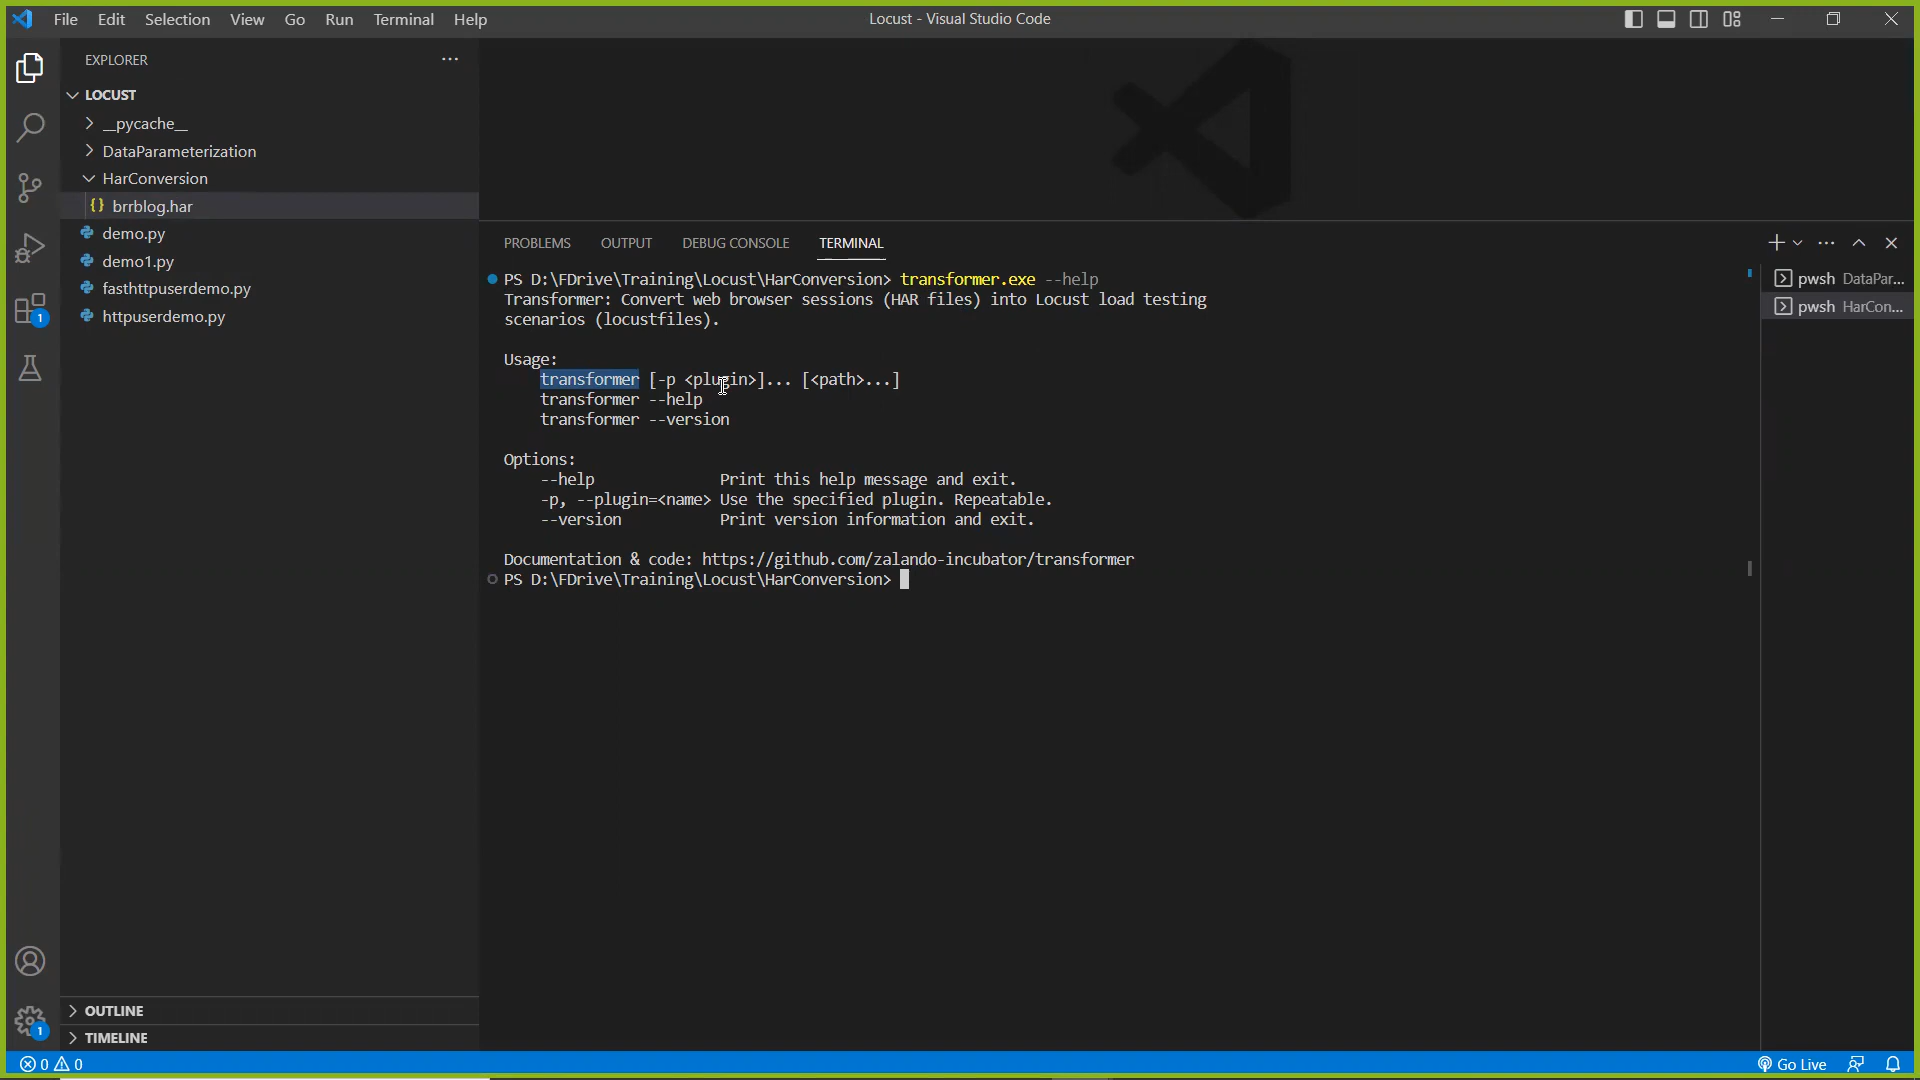 File Edit Selection View Go Run Terminal Help
Locust - Visual Studio Code
EXPLORER
LOCUST
__pycache__
DataParameterization
HarConversion
{} brrblog.har
demo.py
demo1.py
fasthttpuserdemo.py
httpuserdemo.py
1
OUTLINE
TIMELINE
1
PROBLEMS OUTPUT DEBUG CONSOLE TERMINAL
PS D:\FDrive\Training\Locust\HarConversion> transformer.exe --help
Transformer: Convert web browser sessions (HAR files) into Locust load testing
scenarios (locustfiles).
Usage:
transformer [-p <plugin>]... [<path>...]
transformer --help
transformer --version
Options:
--help Print this help message and exit.
-p, --plugin=<name> Use the specified plugin. Repeatable.
--version Print version information and exit.
Documentation & code: https://github.com/zalando-incubator/transformer
PS D:\FDrive\Training\Locust\HarConversion>
pwsh DataPar...
pwsh HarCon...
0 0
Go Live